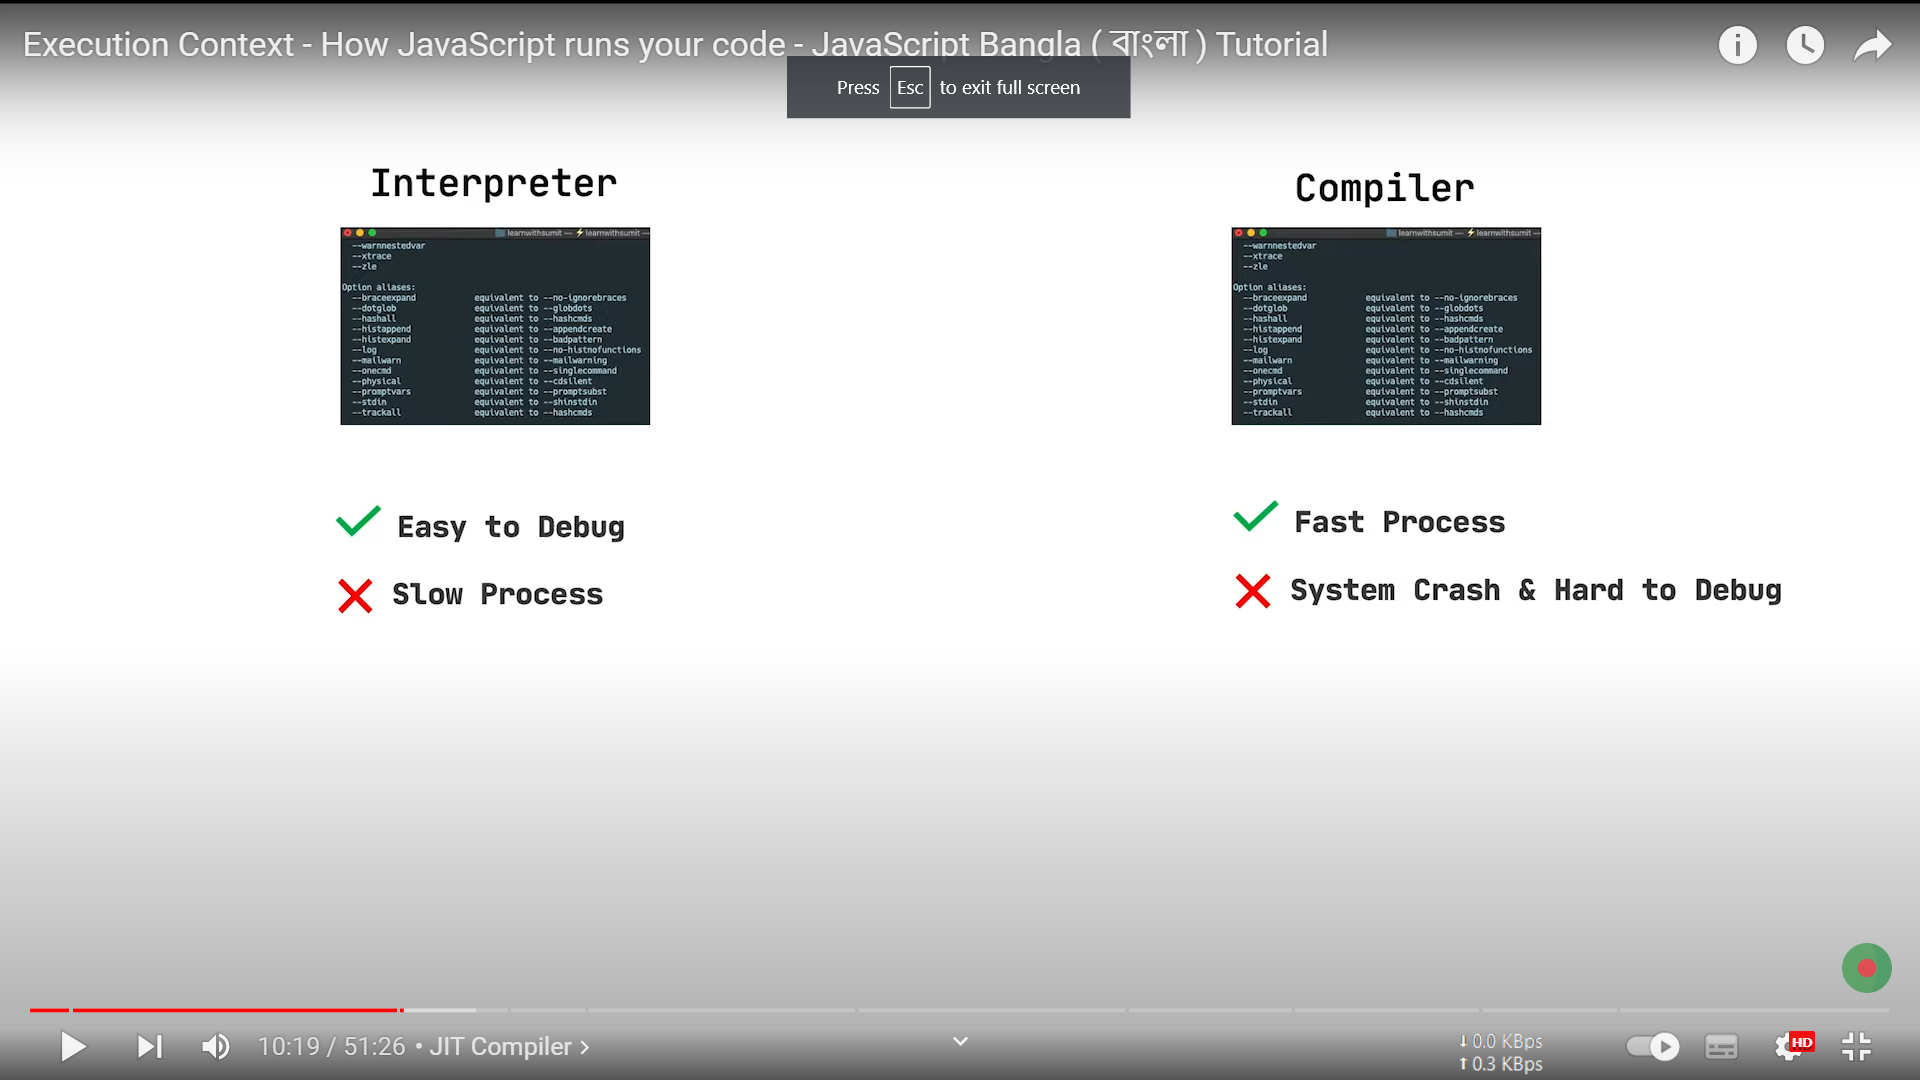 Execution Context - How JavaScript runs your code - JavaScript Bangla ( বাংলা ) Tutorial
Press Esc to exit full screen
Interpreter
learnwithsumit — ⚡learnwithsumit —
--warnnestedvar
--xtrace
--zle
Option aliases:
--braceexpand equivalent to --no-ignorebraces
--dotglob equivalent to --globdots
--hashall equivalent to --hashcmds
--histappend equivalent to --appendcreate
--histexpand equivalent to --badpattern
--log equivalent to --no-histnofunctions
--mailwarn equivalent to --mailwarning
--onecmd equivalent to --singlecommand
--physical equivalent to --cdsilent
--promptvars equivalent to --promptsubst
--stdin equivalent to --shinstdin
--trackall equivalent to --hashcmds
Easy to Debug
Slow Process
Compiler
learnwithsumit — ⚡learnwithsumit —
--warnnestedvar
--xtrace
--zle
Option aliases:
--braceexpand equivalent to --no-ignorebraces
--dotglob equivalent to --globdots
--hashall equivalent to --hashcmds
--histappend equivalent to --appendcreate
--histexpand equivalent to --badpattern
--log equivalent to --no-histnofunctions
--mailwarn equivalent to --mailwarning
--onecmd equivalent to --singlecommand
--physical equivalent to --cdsilent
--promptvars equivalent to --promptsubst
--stdin equivalent to --shinstdin
--trackall equivalent to --hashcmds
Fast Process
System Crash & Hard to Debug
10:19 / 51:26 • JIT Compiler >
↓ 0.0 KBps
↑ 0.3 KBps
HD